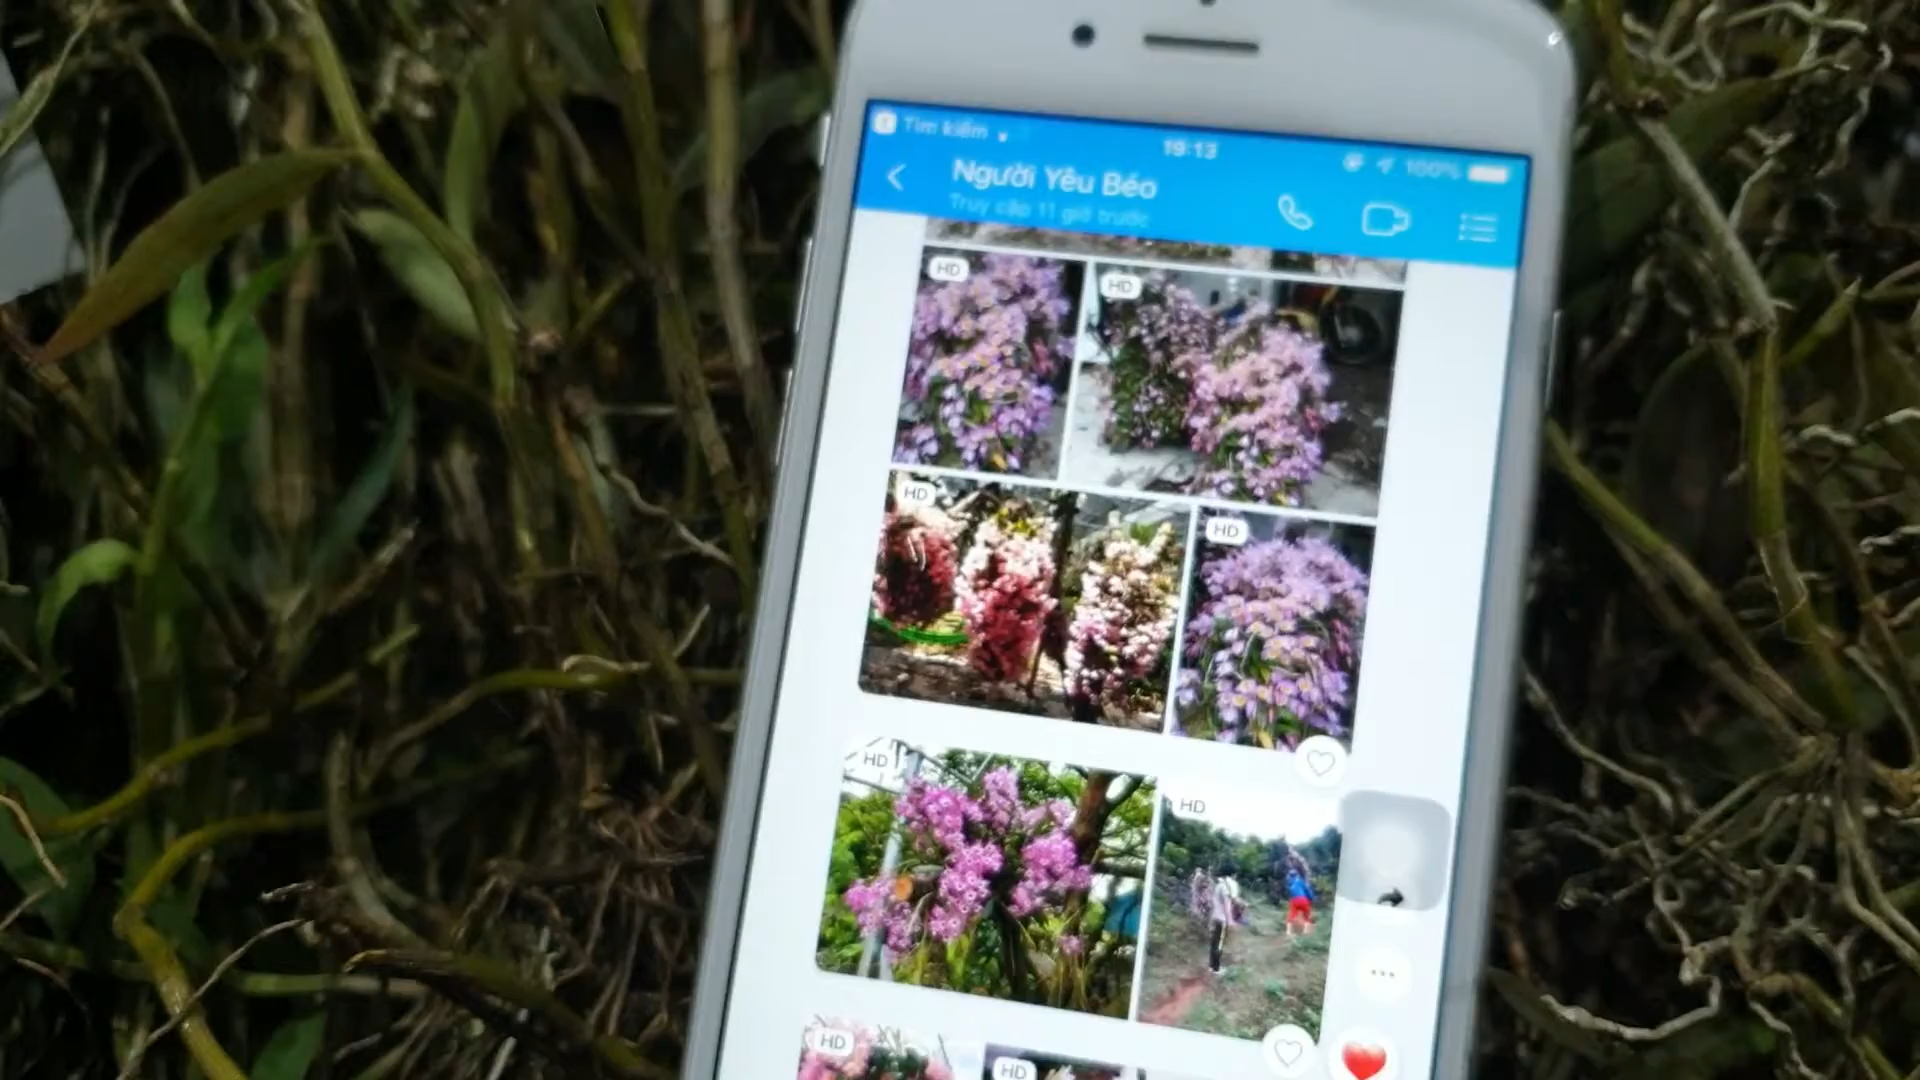 Tìm kiếm
19:13
100%
Người Yêu Béo
Truy cập 11 giờ trước
HD
HD
HD
HD
HD
HD
HD
HD